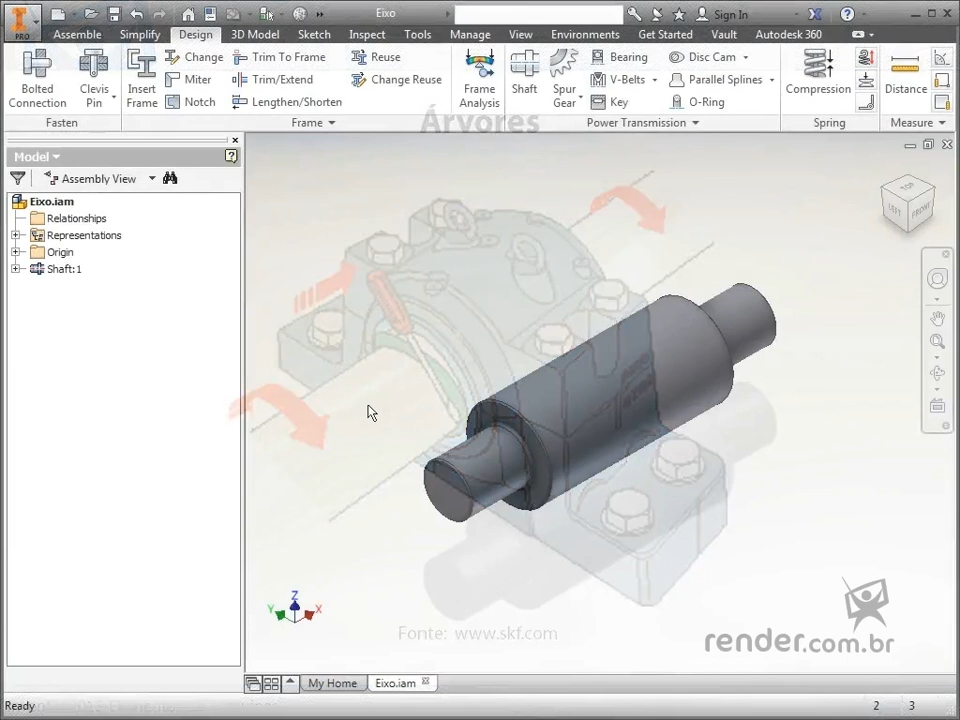 Eixo
Sign In
PRO
Assemble Simplify Design 3D Model Sketch Inspect Tools Manage View Environments Get Started Vault Autodesk 360
Bolted Connection
Clevis Pin
Insert Frame
Change
Miter
Notch
Trim To Frame
Trim/Extend
Lengthen/Shorten
Reuse
Change Reuse
Frame Analysis
Shaft
Spur Gear
Bearing
V-Belts
Key
Disc Cam
Parallel Splines
O-Ring
Compression
Distance
Fasten
Frame
Power Transmission
Spring
Measure
Árvores
Model
Assembly View
Eixo.iam
Relationships
Representations
Origin
Shaft:1
TOP
LEFT
FRONT
Z
Y
X
Fonte: www.skf.com
render.com.br
My Home
Eixo.iam
Ready
2 3